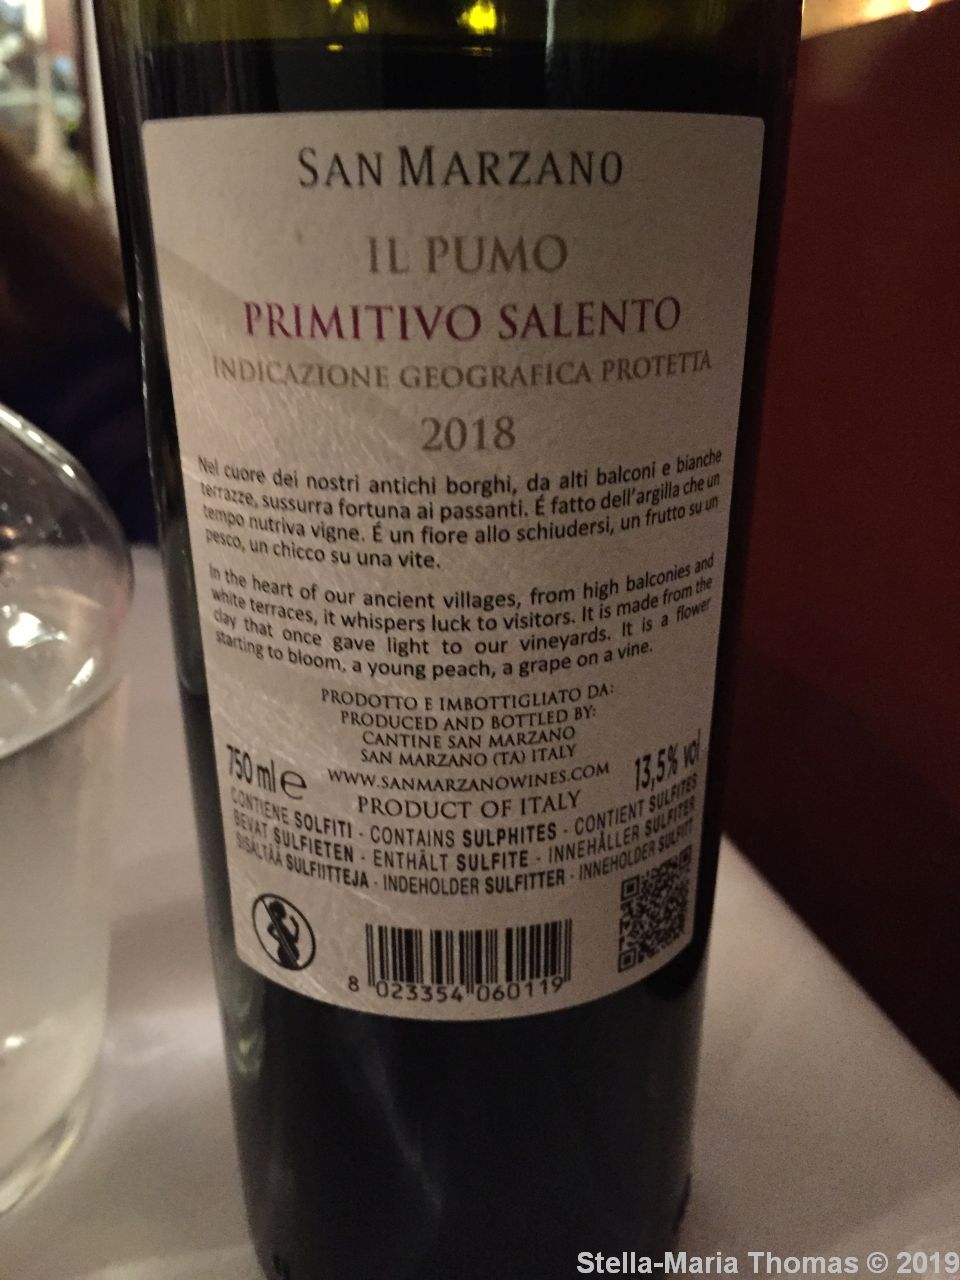 SAN MARZANO
IL PUMO
PRIMITIVO SALENTO
INDICAZIONE GEOGRAFICA PROTETTA
2018
Nel cuore dei nostri antichi borghi, da alti balconi e bianche
terrazze, sussurra fortuna ai passanti. É fatto dell'argilla che un
tempo nutriva vigne. É un fiore allo schiudersi, un frutto su un
pesco, un chicco su una vite.
In the heart of our ancient villages, from high balconies and
white terraces, it whispers luck to visitors. It is made from the
clay that once gave light to our vineyards. It is a flower
starting to bloom, a young peach, a grape on a vine.
PRODOTTO E IMBOTTIGLIATO DA:
PRODUCED AND BOTTLED BY:
CANTINE SAN MARZANO
SAN MARZANO (TA) ITALY
750 ml e WWW.SANMARZANOWINES.COM 13,5% vol
PRODUCT OF ITALY
CONTIENE SOLFITI - CONTAINS SULPHITES - CONTIENT SULFITES
BEVAT SULFIETEN - ENTHÄLT SULFITE - INNEHÅLLER SULFITER
SISÄLTÄÄ SULFIITTEJA - INDEHOLDER SULFITTER - INNEHOLDER SULFITT
8 023354 060119
Stella-Maria Thomas © 2019